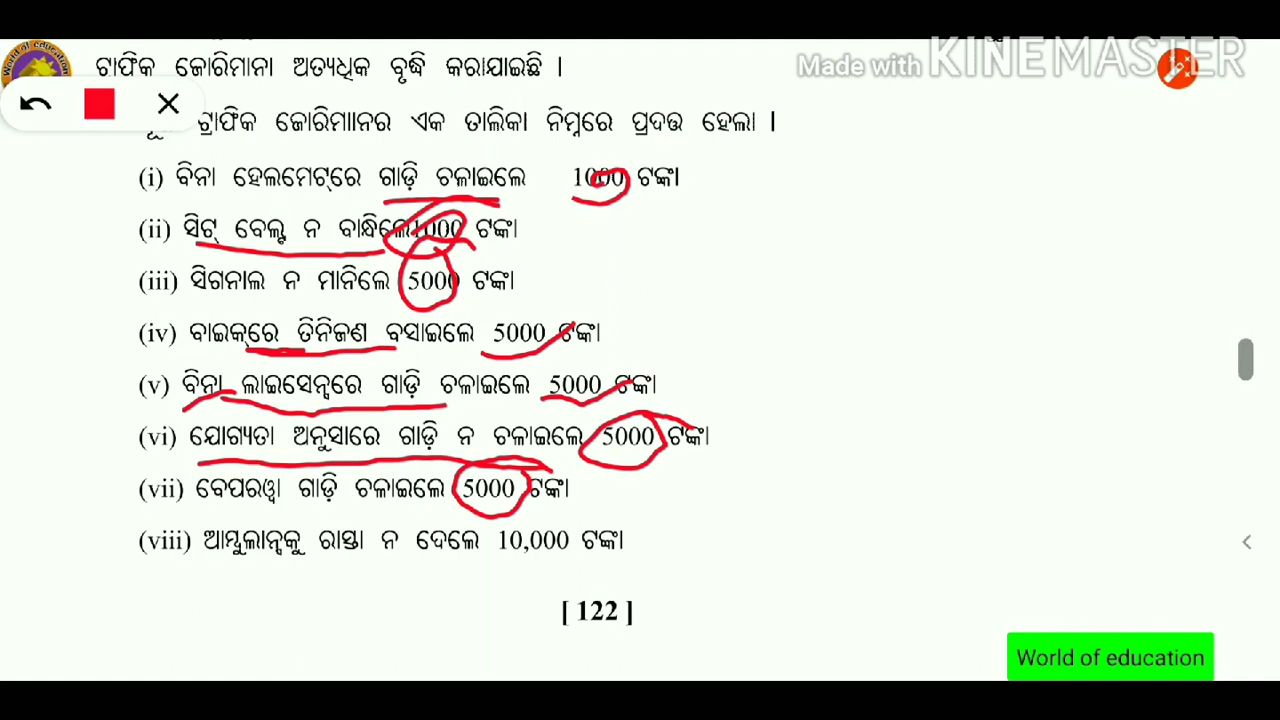 World of education
Made with KINEMASTER
ଟ୍ରାଫିକ ଜୋରିମାନା ଅତ୍ୟଧିକ ବୃଦ୍ଧି କରାଯାଇଛି ।
ଟ୍ରାଫିକ ଜୋରିମାାନର ଏକ ତାଲିକା ନିମ୍ନରେ ପ୍ରଦତ୍ତ ହେଲା ।
(i) ବିନା ହେଲମେଟ୍‌ରେ ଗାଡ଼ି ଚଳାଇଲେ 1000 ଟଙ୍କା
(ii) ସିଟ୍ ବେଲ୍ଟ ନ ବାନ୍ଧିଲେ 1000 ଟଙ୍କା
(iii) ସିଗନାଲ ନ ମାନିଲେ 5000 ଟଙ୍କା
(iv) ବାଇକ୍‌ରେ ତିନିଜଣ ବସାଇଲେ 5000 ଟଙ୍କା
(v) ବିନା ଲାଇସେନ୍ସରେ ଗାଡ଼ି ଚଳାଇଲେ 5000 ଟଙ୍କା
(vi) ଯୋଗ୍ୟତା ଅନୁସାରେ ଗାଡ଼ି ନ ଚଳାଇଲେ 5000 ଟଙ୍କା
(vii) ବେପରୱା ଗାଡ଼ି ଚଳାଇଲେ 5000 ଟଙ୍କା
(viii) ଆମ୍ବୁଲାନ୍ସକୁ ରାସ୍ତା ନ ଦେଲେ 10,000 ଟଙ୍କା
[ 122 ]
World of education